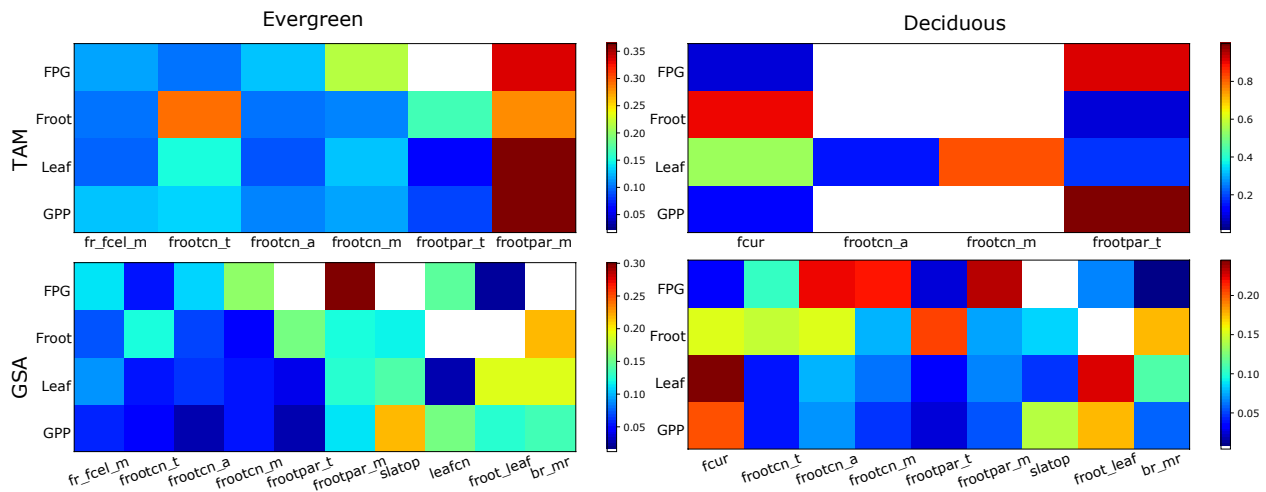 Evergreen
Deciduous
TAM
FPG
Froot
Leaf
GPP
fr_fcel_m frootcn_t frootcn_a frootcn_m frootpar_t frootpar_m
0.35
0.30
0.25
0.20
0.15
0.10
0.05
FPG
Froot
Leaf
GPP
fcur frootcn_a frootcn_m frootpar_t
0.8
0.6
0.4
0.2
GSA
FPG
Froot
Leaf
GPP
fr_fcel_m frootcn_t frootcn_a frootcn_m frootpar_t frootpar_m slatop leafcn froot_leaf br_mr
0.30
0.25
0.20
0.15
0.10
0.05
FPG
Froot
Leaf
GPP
fcur frootcn_t frootcn_a frootcn_m frootpar_t frootpar_m slatop froot_leaf br_mr
0.20
0.15
0.10
0.05